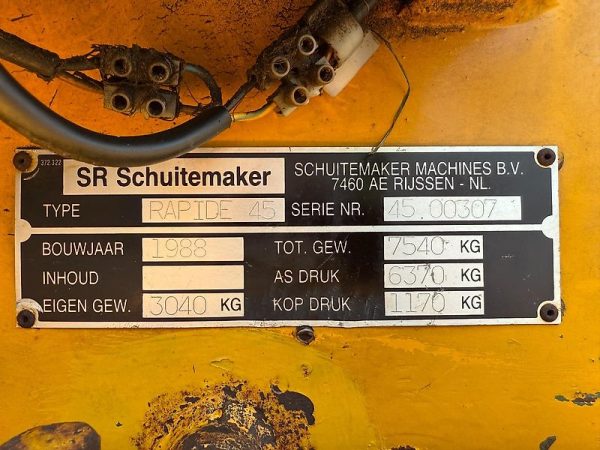 372.322
SR Schuitemaker
SCHUITEMAKER MACHINES B.V.
7460 AE RIJSSEN - NL.
TYPE RAPIDE 45 SERIE NR. 45.00307
BOUWJAAR 1988 TOT. GEW. 7540 KG
INHOUD AS DRUK 6370 KG
EIGEN GEW. 3040 KG KOP DRUK 1170 KG